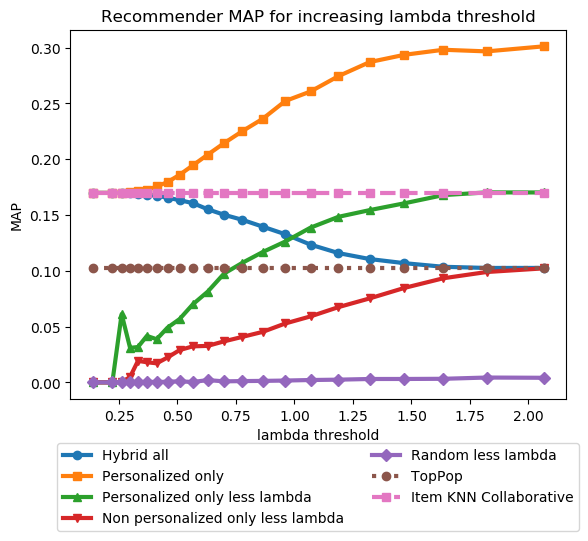 Recommender MAP for increasing lambda threshold
MAP
0.30
0.25
0.20
0.15
0.10
0.05
0.00
0.25 0.50 0.75 1.00 1.25 1.50 1.75 2.00
lambda threshold
Hybrid all
Personalized only
Personalized only less lambda
Non personalized only less lambda
Random less lambda
TopPop
Item KNN Collaborative